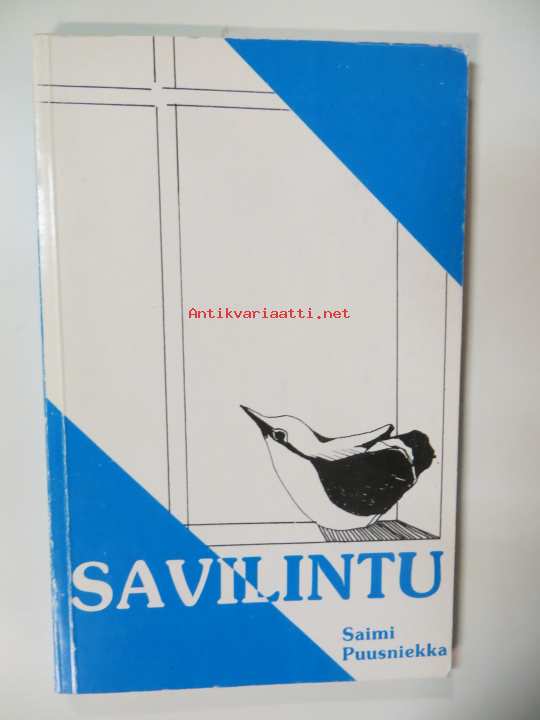 Antikvariaatti.net
SAVILINTU
Saimi
Puusniekka